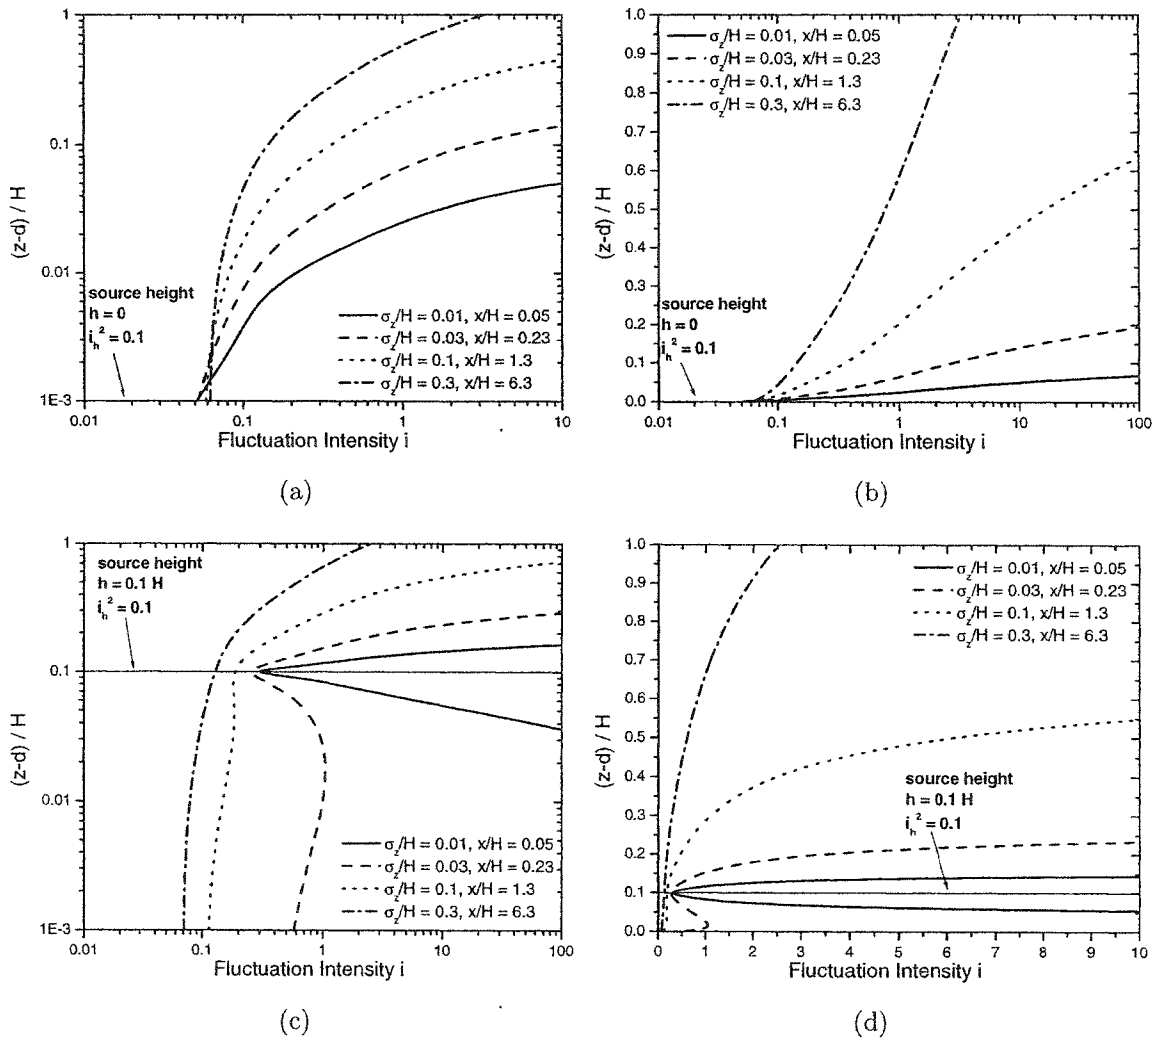 1
0.1
0.01
1E-3
(z-d) / H
source height
h = 0
i_h^2 = 0.1
σ_z/H = 0.01, x/H = 0.05
σ_z/H = 0.03, x/H = 0.23
σ_z/H = 0.1, x/H = 1.3
σ_z/H = 0.3, x/H = 6.3
0.01 0.1 1 10
Fluctuation Intensity i
(a)
1.0
0.9
0.8
0.7
0.6
0.5
0.4
0.3
0.2
0.1
0.0
(z-d) / H
σ_z/H = 0.01, x/H = 0.05
σ_z/H = 0.03, x/H = 0.23
σ_z/H = 0.1, x/H = 1.3
σ_z/H = 0.3, x/H = 6.3
source height
h = 0
i_h^2 = 0.1
0.01 0.1 1 10 100
Fluctuation Intensity i
(b)
1
0.1
0.01
1E-3
(z-d) / H
source height
h = 0.1 H
i_h^2 = 0.1
σ_z/H = 0.01, x/H = 0.05
σ_z/H = 0.03, x/H = 0.23
σ_z/H = 0.1, x/H = 1.3
σ_z/H = 0.3, x/H = 6.3
0.01 0.1 1 10 100
Fluctuation Intensity i
(c)
1.0
0.9
0.8
0.7
0.6
0.5
0.4
0.3
0.2
0.1
0.0
(z-d) / H
σ_z/H = 0.01, x/H = 0.05
σ_z/H = 0.03, x/H = 0.23
σ_z/H = 0.1, x/H = 1.3
σ_z/H = 0.3, x/H = 6.3
source height
h = 0.1 H
i_h^2 = 0.1
0 1 2 3 4 5 6 7 8 9 10
Fluctuation Intensity i
(d)